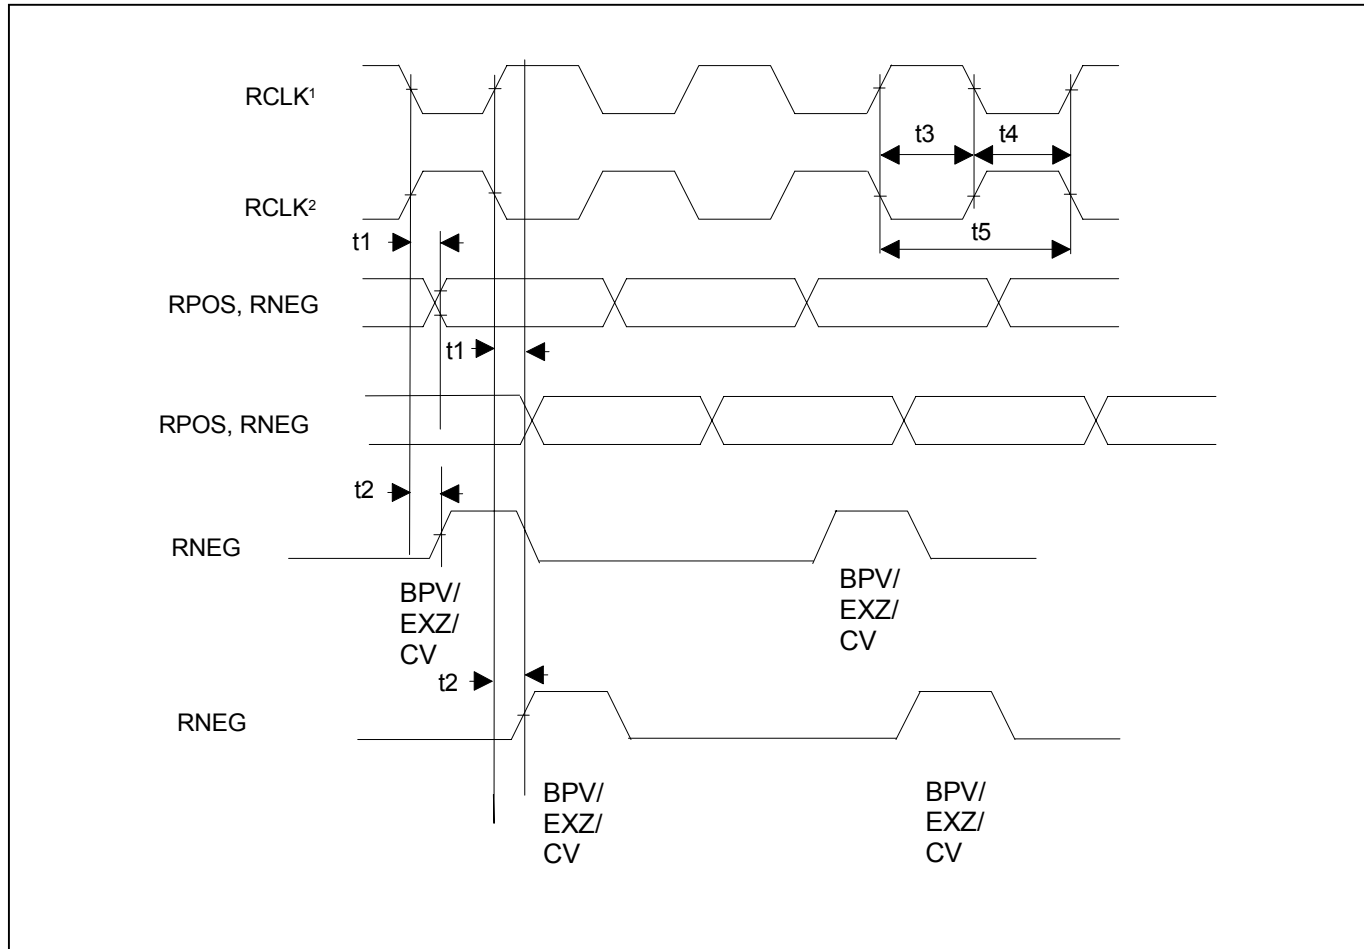 RCLK¹
t3
t4
RCLK²
t1
t5
RPOS, RNEG
t1
RPOS, RNEG
t2
RNEG
BPV/
EXZ/
CV
BPV/
EXZ/
CV
t2
RNEG
BPV/
EXZ/
CV
BPV/
EXZ/
CV